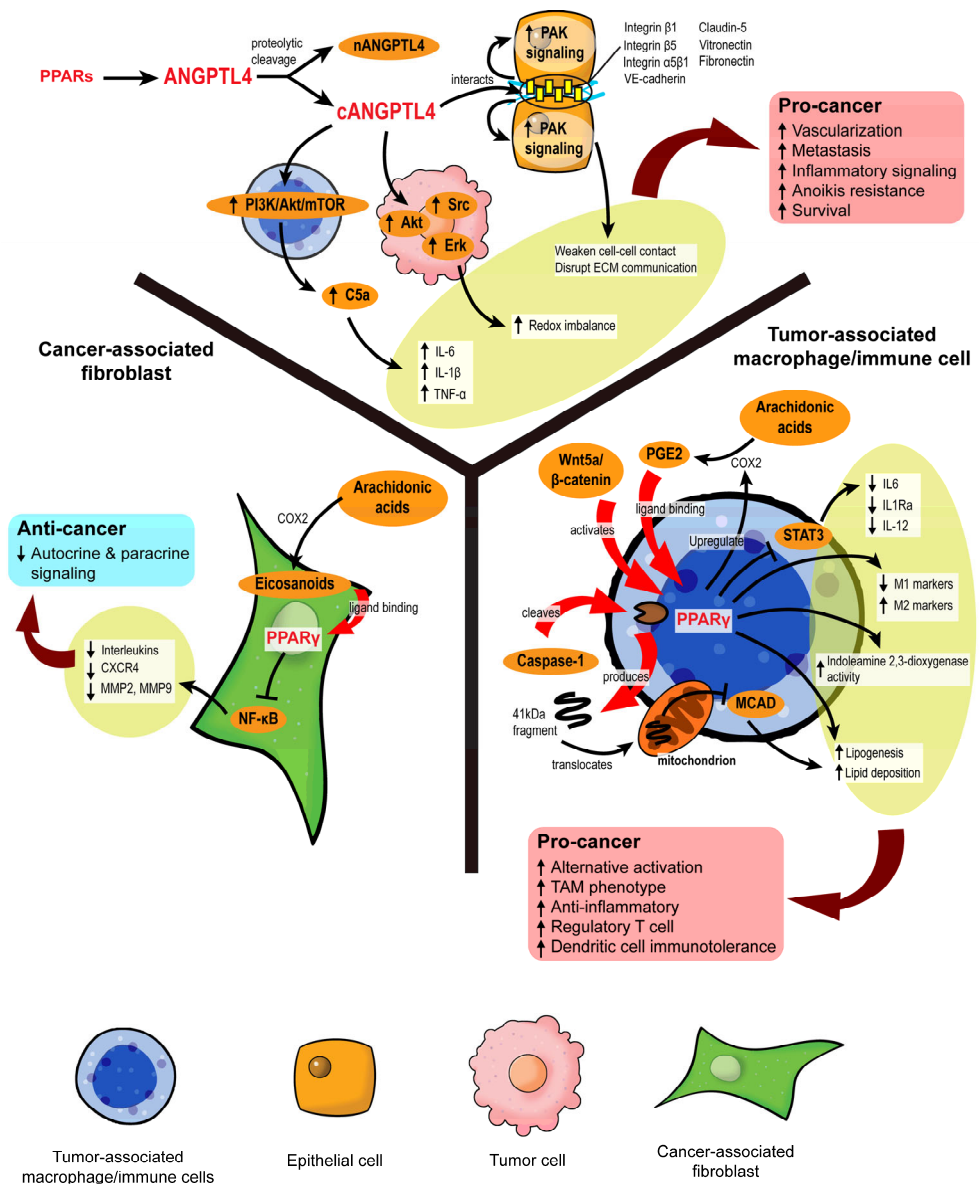 PPARs
ANGPTL4
proteolytic
cleavage
nANGPTL4
cANGPTL4
interacts
PAK
signaling
PAK
signaling
Integrin β1
Integrin β5
Integrin α5β1
VE-cadherin
Claudin-5
Vitronectin
Fibronectin
Pro-cancer
Vascularization
Metastasis
Inflammatory signaling
Anoikis resistance
Survival
PI3K/Akt/mTOR
Src
Akt
Erk
Weaken cell-cell contact
Disrupt ECM communication
C5a
Redox imbalance
IL-6
IL-1β
TNF-α
Cancer-associated
fibroblast
Tumor-associated
macrophage/immune cell
Arachidonic
acids
COX2
Eicosanoids
ligand binding
PPARγ
NF-κB
Anti-cancer
Autocrine & paracrine
signaling
Interleukins
CXCR4
MMP2, MMP9
Arachidonic
acids
PGE2
COX2
Wnt5a/
β-catenin
ligand binding
activates
Upregulate
STAT3
IL6
IL1Ra
IL-12
M1 markers
M2 markers
cleaves
PPARγ
Caspase-1
produces
Indoleamine 2,3-dioxygenase
activity
41kDa
fragment
MCAD
translocates
mitochondrion
Lipogenesis
Lipid deposition
Pro-cancer
Alternative activation
TAM phenotype
Anti-inflammatory
Regulatory T cell
Dendritic cell immunotolerance
Tumor-associated
macrophage/immune cells
Epithelial cell
Tumor cell
Cancer-associated
fibroblast